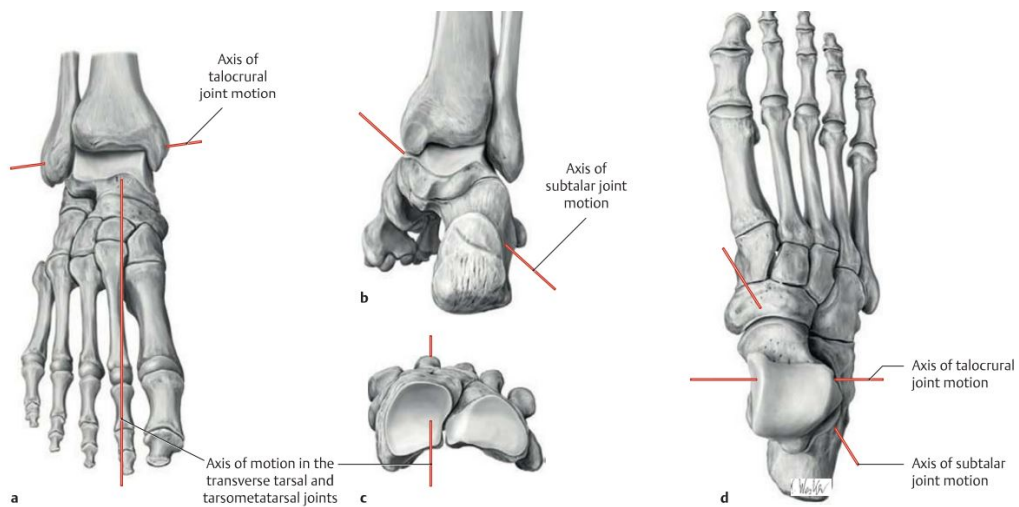 Axis of
talocrural
joint motion
Axis of
subtalar joint
motion
b
Axis of talocrural
joint motion
Axis of motion in the
transverse tarsal and
tarsometatarsal joints
Axis of subtalar
joint motion
a
c
d